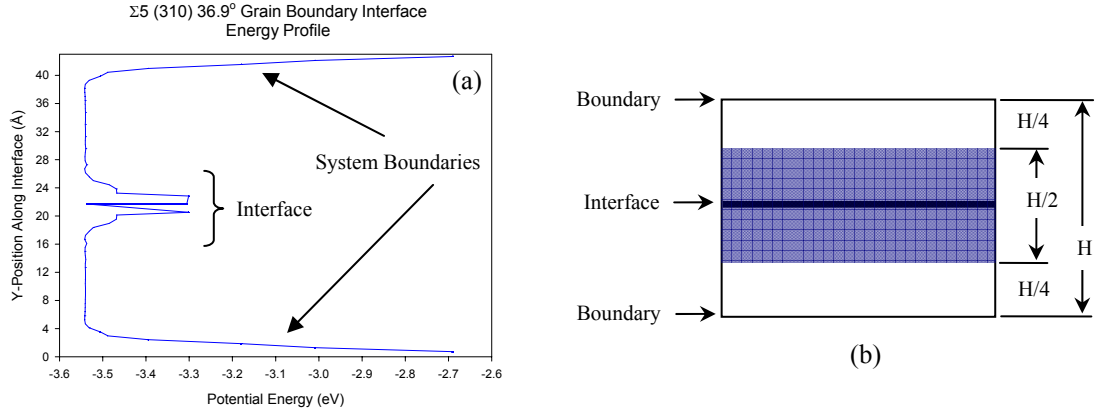 Σ5 (310) 36.9° Grain Boundary Interface
Energy Profile
(a)
Y-Position Along Interface (Å)
40
36
32
28
24
20
16
12
8
4
0
System Boundaries
Interface
-3.6 -3.5 -3.4 -3.3 -3.2 -3.1 -3.0 -2.9 -2.8 -2.7 -2.6
Potential Energy (eV)
Boundary
Interface
Boundary
H/4
H/2
H
H/4
(b)